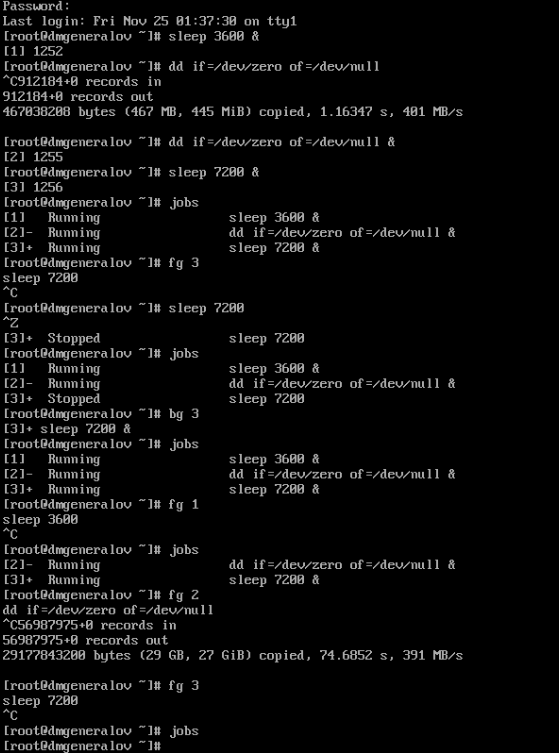 Password:
Last login: Fri Nov 25 01:37:30 on tty1
[root@dmgeneralov ~]# sleep 3600 &
[1] 1252
[root@dmgeneralov ~]# dd if=/dev/zero of=/dev/null
^C912184+0 records in
912184+0 records out
467038208 bytes (467 MB, 445 MiB) copied, 1.16347 s, 401 MB/s
[root@dmgeneralov ~]# dd if=/dev/zero of=/dev/null &
[2] 1255
[root@dmgeneralov ~]# sleep 7200 &
[3] 1256
[root@dmgeneralov ~]# jobs
[1]   Running                 sleep 3600 &
[2]-  Running                 dd if=/dev/zero of=/dev/null &
[3]+  Running                 sleep 7200 &
[root@dmgeneralov ~]# fg 3
sleep 7200
^C
[root@dmgeneralov ~]# sleep 7200
^Z
[3]+  Stopped                 sleep 7200
[root@dmgeneralov ~]# jobs
[1]   Running                 sleep 3600 &
[2]-  Running                 dd if=/dev/zero of=/dev/null &
[3]+  Stopped                 sleep 7200
[root@dmgeneralov ~]# bg 3
[3]+ sleep 7200 &
[root@dmgeneralov ~]# jobs
[1]   Running                 sleep 3600 &
[2]-  Running                 dd if=/dev/zero of=/dev/null &
[3]+  Running                 sleep 7200 &
[root@dmgeneralov ~]# fg 1
sleep 3600
^C
[root@dmgeneralov ~]# jobs
[2]-  Running                 dd if=/dev/zero of=/dev/null &
[3]+  Running                 sleep 7200 &
[root@dmgeneralov ~]# fg 2
dd if=/dev/zero of=/dev/null
^C56987975+0 records in
56987975+0 records out
29177843200 bytes (29 GB, 27 GiB) copied, 74.6852 s, 391 MB/s
[root@dmgeneralov ~]# fg 3
sleep 7200
^C
[root@dmgeneralov ~]# jobs
[root@dmgeneralov ~]#